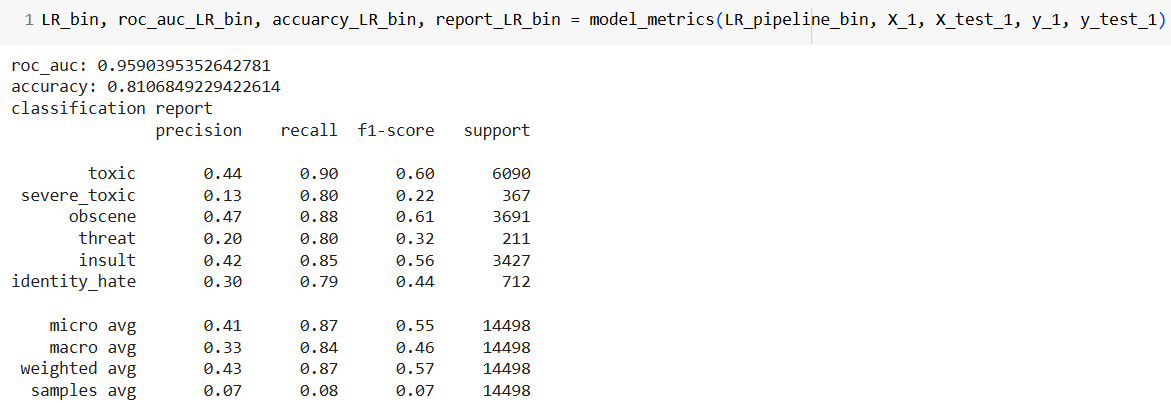 1 LR_bin, roc_auc_LR_bin, accuarcy_LR_bin, report_LR_bin = model_metrics(LR_pipeline_bin, X_1, X_test_1, y_1, y_test_1)
roc_auc: 0.9590395352642781
accuracy: 0.8106849229422614
classification report
precision recall f1-score support
toxic 0.44 0.90 0.60 6090
severe_toxic 0.13 0.80 0.22 367
obscene 0.47 0.88 0.61 3691
threat 0.20 0.80 0.32 211
insult 0.42 0.85 0.56 3427
identity_hate 0.30 0.79 0.44 712
micro avg 0.41 0.87 0.55 14498
macro avg 0.33 0.84 0.46 14498
weighted avg 0.43 0.87 0.57 14498
samples avg 0.07 0.08 0.07 14498